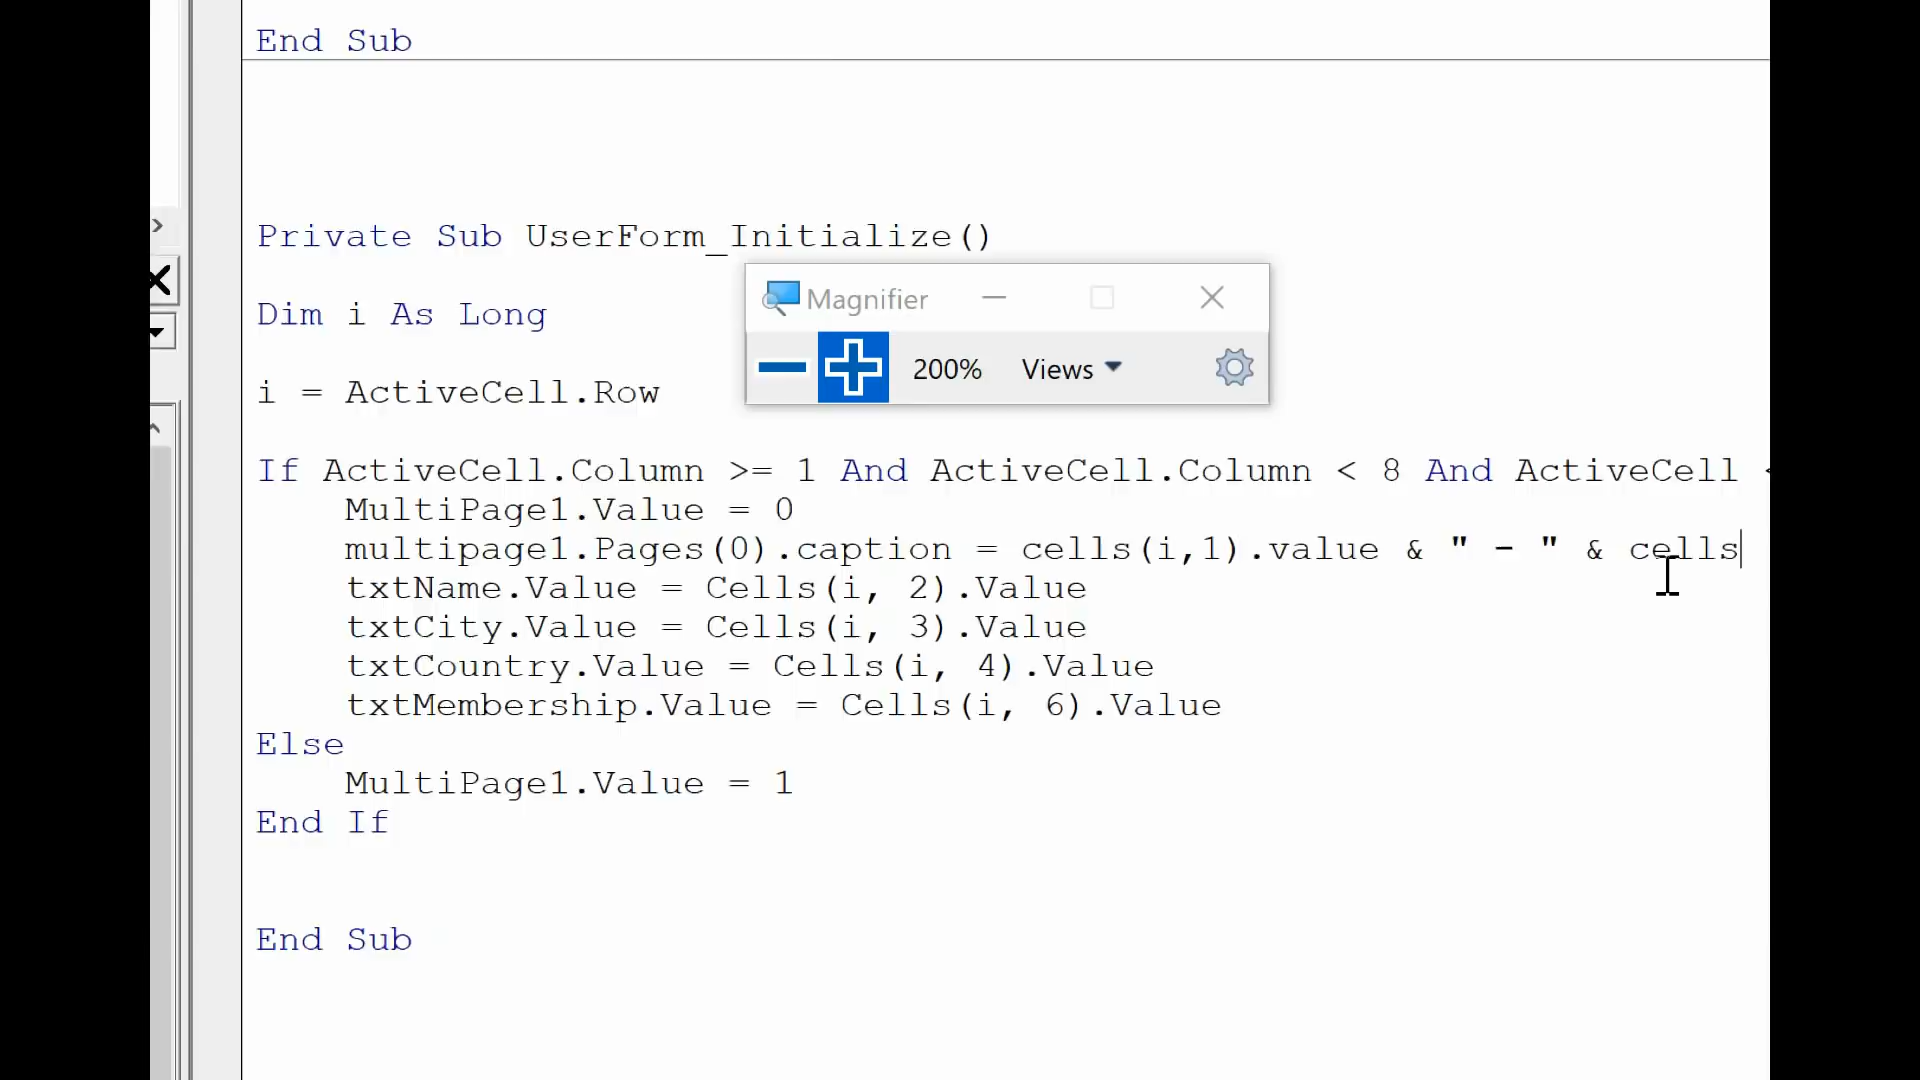 End Sub
Private Sub UserForm_Initialize()
Dim i As Long
Magnifier
200% Views
i = ActiveCell.Row
If ActiveCell.Column >= 1 And ActiveCell.Column < 8 And ActiveCell <
MultiPage1.Value = 0
multipage1.Pages(0).caption = cells(i,1).value & " - " & cells
txtName.Value = Cells(i, 2).Value
txtCity.Value = Cells(i, 3).Value
txtCountry.Value = Cells(i, 4).Value
txtMembership.Value = Cells(i, 6).Value
Else
MultiPage1.Value = 1
End If
End Sub